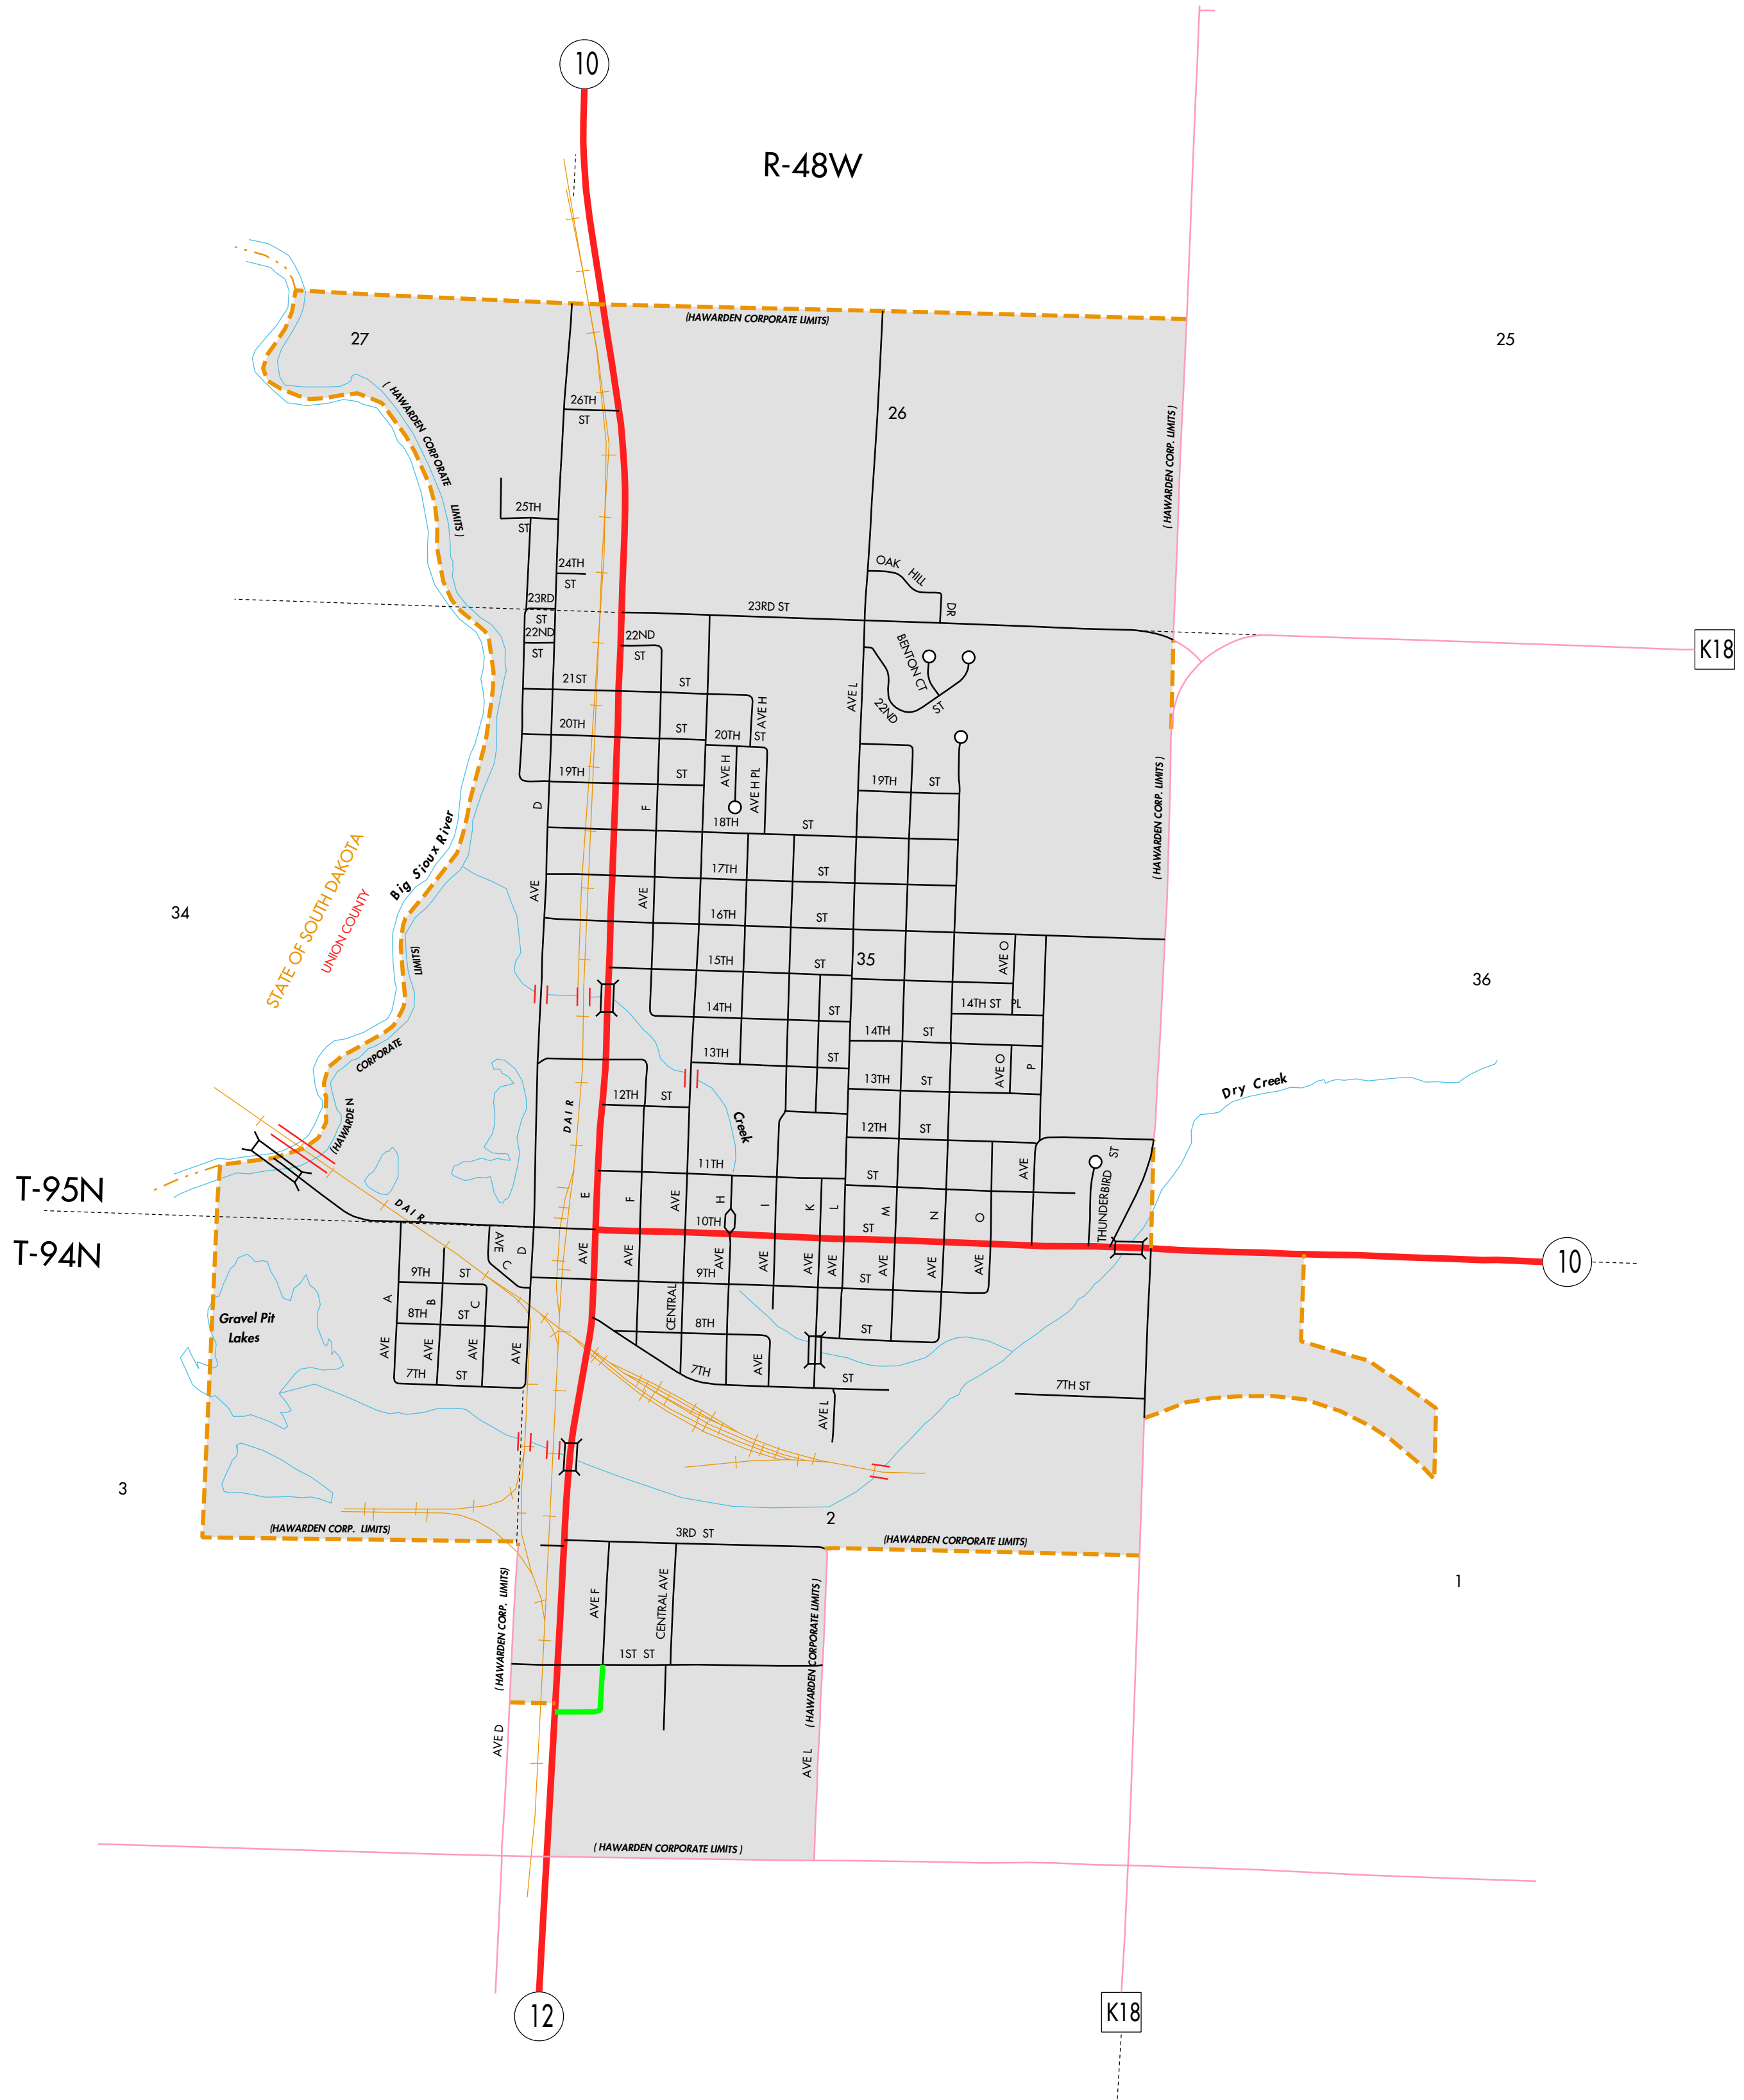 10
R-48W
(HAWARDEN CORPORATE LIMITS)
27
25
( HAWARDEN CORPORATE LIMITS )
26TH
ST
26
( HAWARDEN CORP. LIMITS )
25TH
ST
24TH
ST
OAK HILL DR
23RD
ST
23RD ST
22ND
ST
22ND
ST
K18
BENTON CT
21ST
ST
AVE L
22ND ST
AVE H
20TH
ST
20TH ST
19TH
ST
AVE H
AVE H PL
19TH ST
D
F
18TH ST
( HAWARDEN CORP. LIMITS )
Big Sioux River
STATE OF SOUTH DAKOTA
UNION COUNTY
34
AVE
AVE
17TH ST
16TH ST
LIMITS)
15TH ST
35
AVE O
36
14TH ST
14TH ST PL
14TH ST
CORPORATE
13TH ST
AVE O
P
13TH ST
Dry Creek
12TH ST
DAIR
Creek
(HAWARDEN
12TH ST
11TH
ST
AVE
THUNDERBIRD ST
T-95N
DAIR
E
F
AVE
H
I
K
L
M
N
O
10TH
ST
T-94N
AVE C
D
AVE
AVE
AVE
AVE
AVE
AVE
AVE
AVE
AVE
10
9TH ST
9TH
ST
A
B
C
CENTRAL
8TH
ST
8TH
ST
Gravel Pit
Lakes
AVE
AVE
AVE
AVE
7TH ST
7TH
AVE
ST
7TH ST
AVE L
3
2
(HAWARDEN CORP. LIMITS)
3RD ST
(HAWARDEN CORPORATE LIMITS)
1
( HAWARDEN CORP. LIMITS)
AVE F
CENTRAL AVE
( HAWARDEN CORPORATE LIMITS )
1ST ST
AVE D
AVE L
( HAWARDEN CORPORATE LIMITS )
12
K18